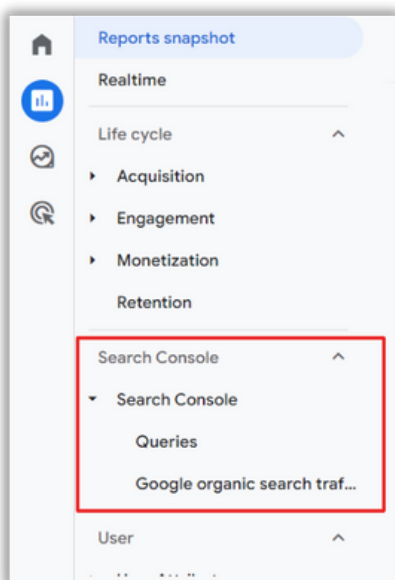 Reports snapshot
Realtime
Life cycle
Acquisition
Engagement
Monetization
Retention
Search Console
Search Console
Queries
Google organic search traf...
User